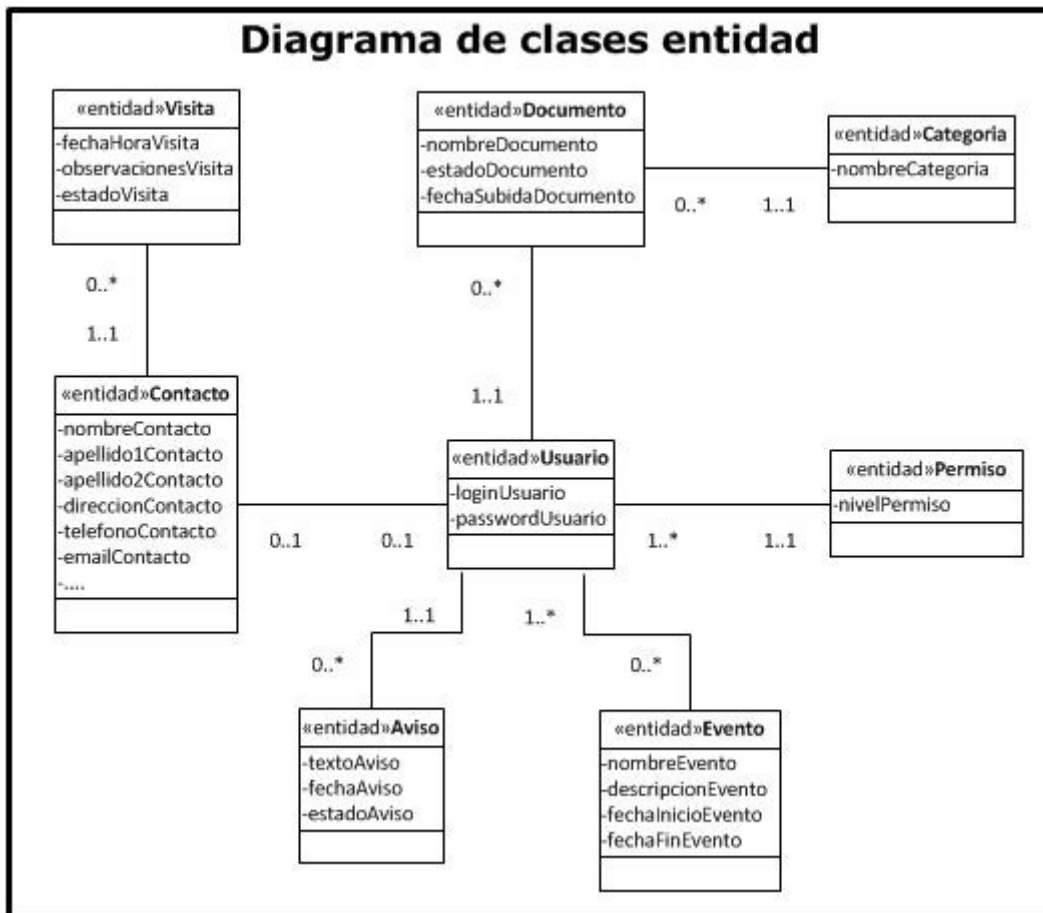 Diagrama de clases entidad
«entidad»Visita
-fechaHoraVisita
-observacionesVisita
-estadoVisita
«entidad»Documento
-nombreDocumento
-estadoDocumento
-fechaSubidaDocumento
«entidad»Categoria
-nombreCategoria
0..*
1..1
0..*
1..1
0..*
1..1
«entidad»Contacto
-nombreContacto
-apellido1Contacto
-apellido2Contacto
-direccionContacto
-telefonoContacto
-emailContacto
-....
«entidad»Usuario
-loginUsuario
-passwordUsuario
«entidad»Permiso
-nivelPermiso
0..1
0..1
1..*
1..1
1..1
1..*
0..*
0..*
«entidad»Aviso
-textoAviso
-fechaAviso
-estadoAviso
«entidad»Evento
-nombreEvento
-descripcionEvento
-fechaInicioEvento
-fechaFinEvento